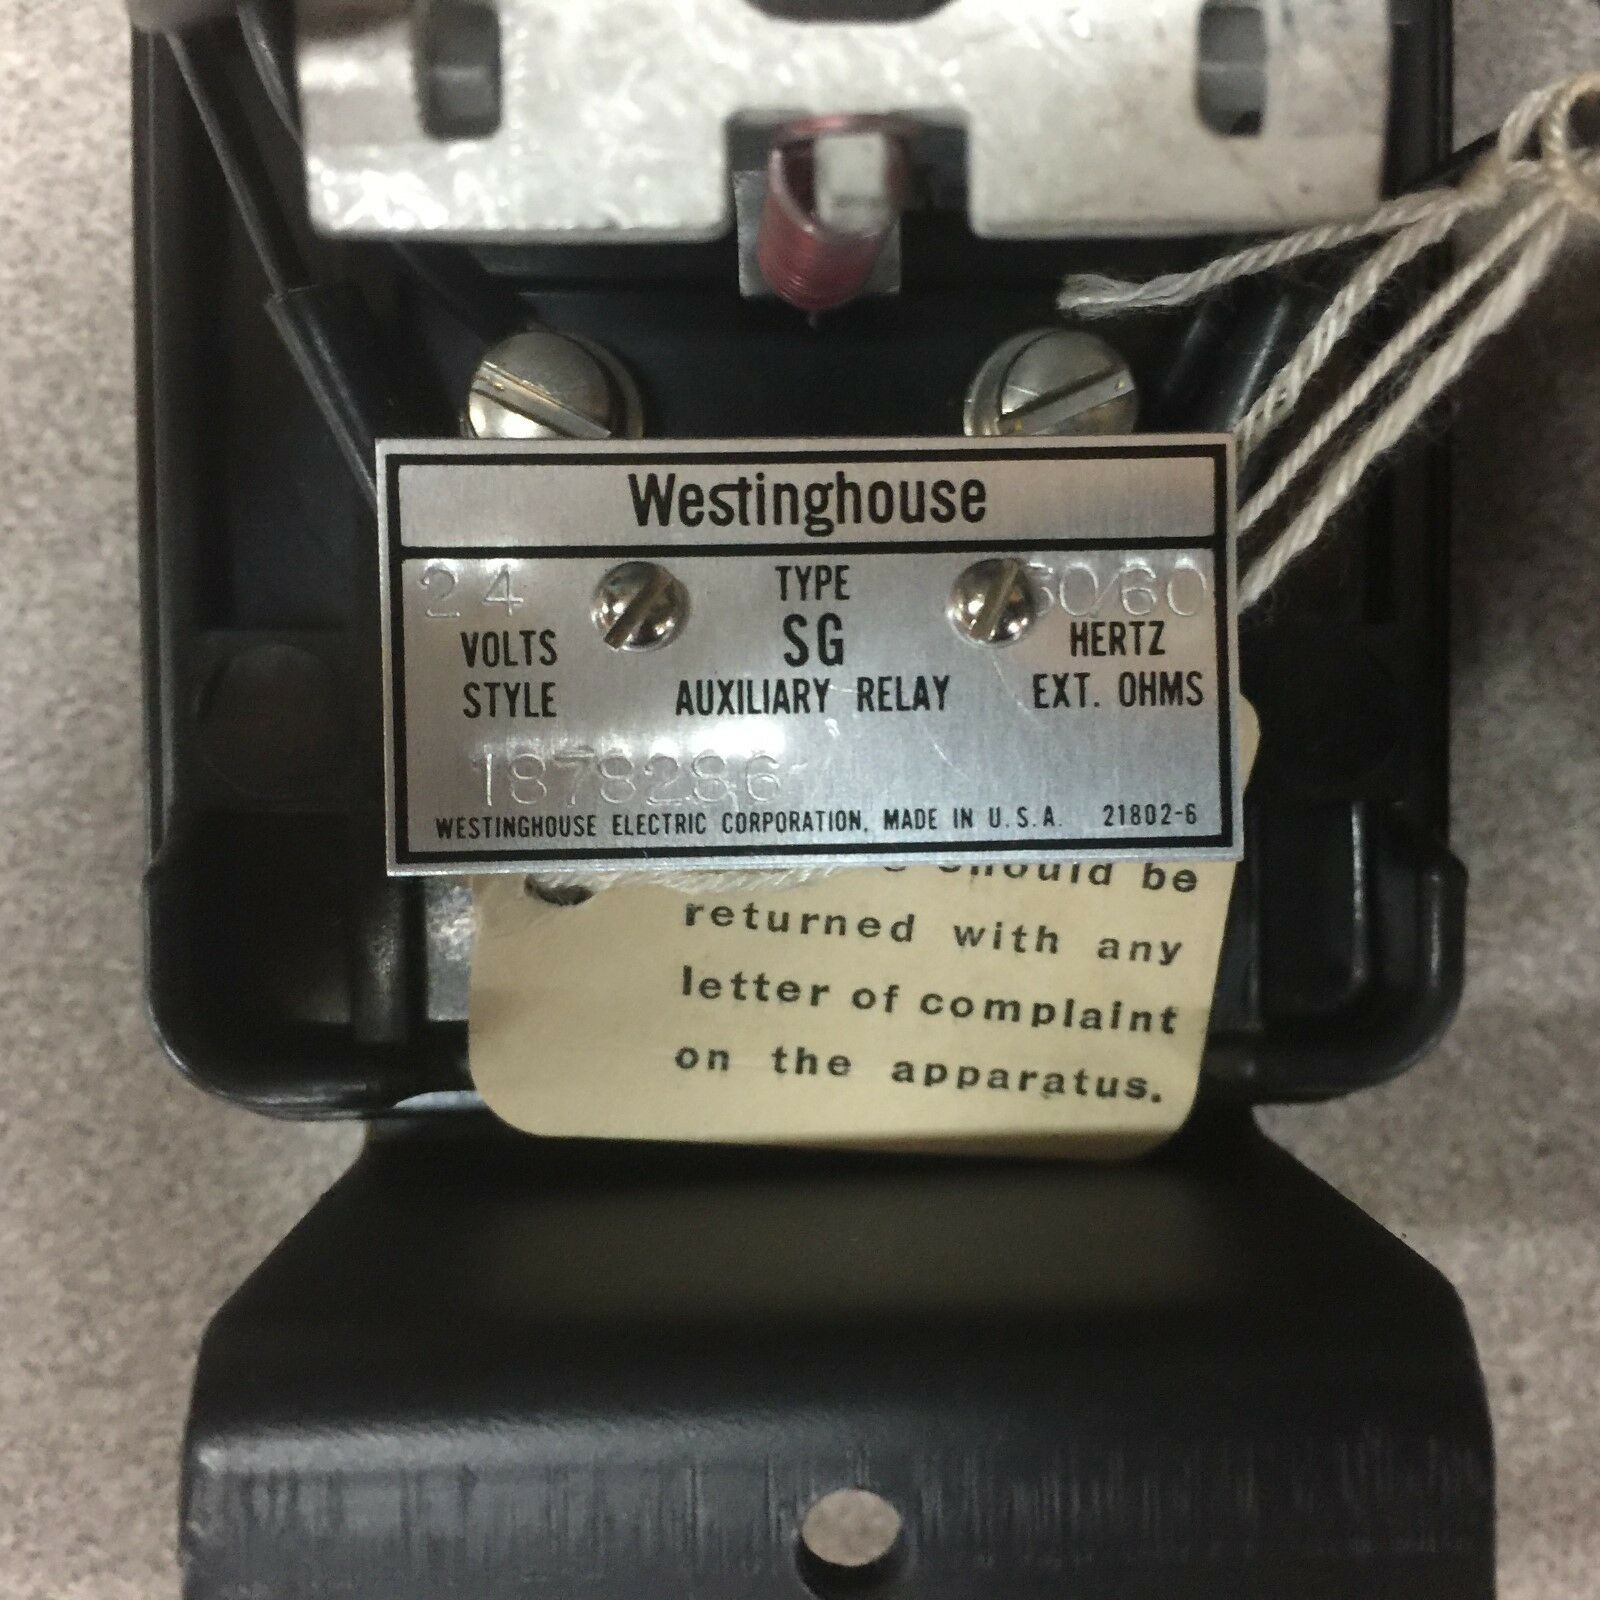 Westinghouse
24 TYPE 50/60
VOLTS SG HERTZ
STYLE AUXILIARY RELAY EXT. OHMS
1878286
WESTINGHOUSE ELECTRIC CORPORATION, MADE IN U.S.A. 21802-6
should be
returned with any
letter of complaint
on the apparatus.